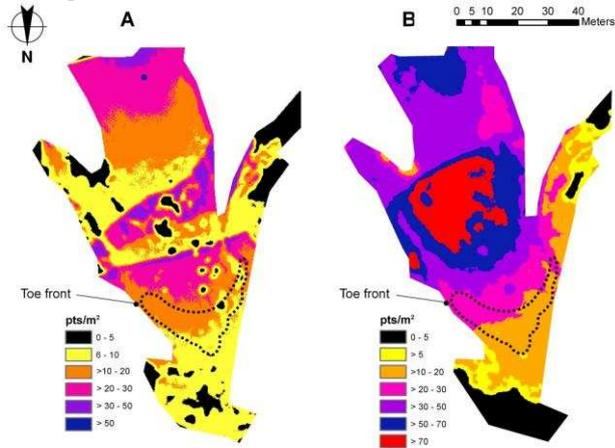 A
B
0 5 10 20 30 40
Meters
N
Toe front
Toe front
pts/m²
0 - 5
6 - 10
>10 - 20
> 20 - 30
> 30 - 50
> 50
pts/m²
0 - 5
> 5
>10 - 20
> 20 - 30
> 30 - 50
> 50 - 70
> 70